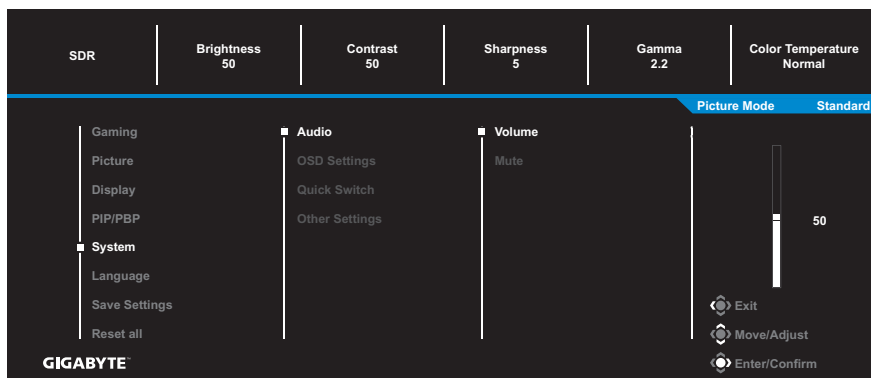 SDR
Brightness
50
Contrast
50
Sharpness
5
Gamma
2.2
Color Temperature
Normal
Picture Mode Standard
Gaming
Picture
Display
PIP/PBP
System
Language
Save Settings
Reset all
Audio
OSD Settings
Quick Switch
Other Settings
Volume
Mute
50
Exit
Move/Adjust
Enter/Confirm
GIGABYTE™